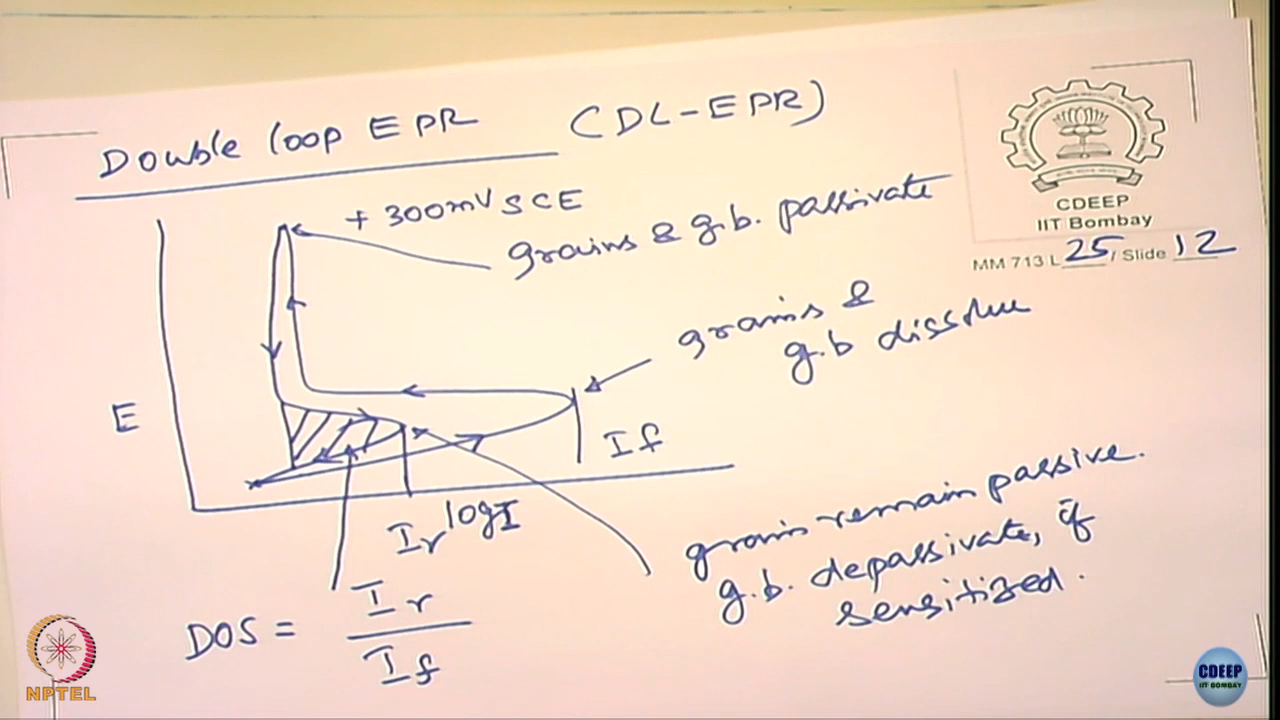 Double loop EPR (DL-EPR)
CDEEP
IIT Bombay
MM 713 L 25 / Slide 12
+ 300mV SCE
grains & g.b. passivate
grains &
g.b dissolve
E
If
Ir
log I
grains remain passive.
g.b. depassivate, if
sensitized.
DOS = Ir
If
NPTEL
CDEEP
IIT BOMBAY